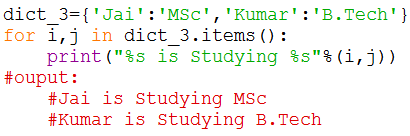 dict_3={'Jai':'MSc','Kumar':'B.Tech'}
for i,j in dict_3.items():
    print("%s is Studying %s"%(i,j))
#ouput:
    #Jai is Studying MSc
    #Kumar is Studying B.Tech